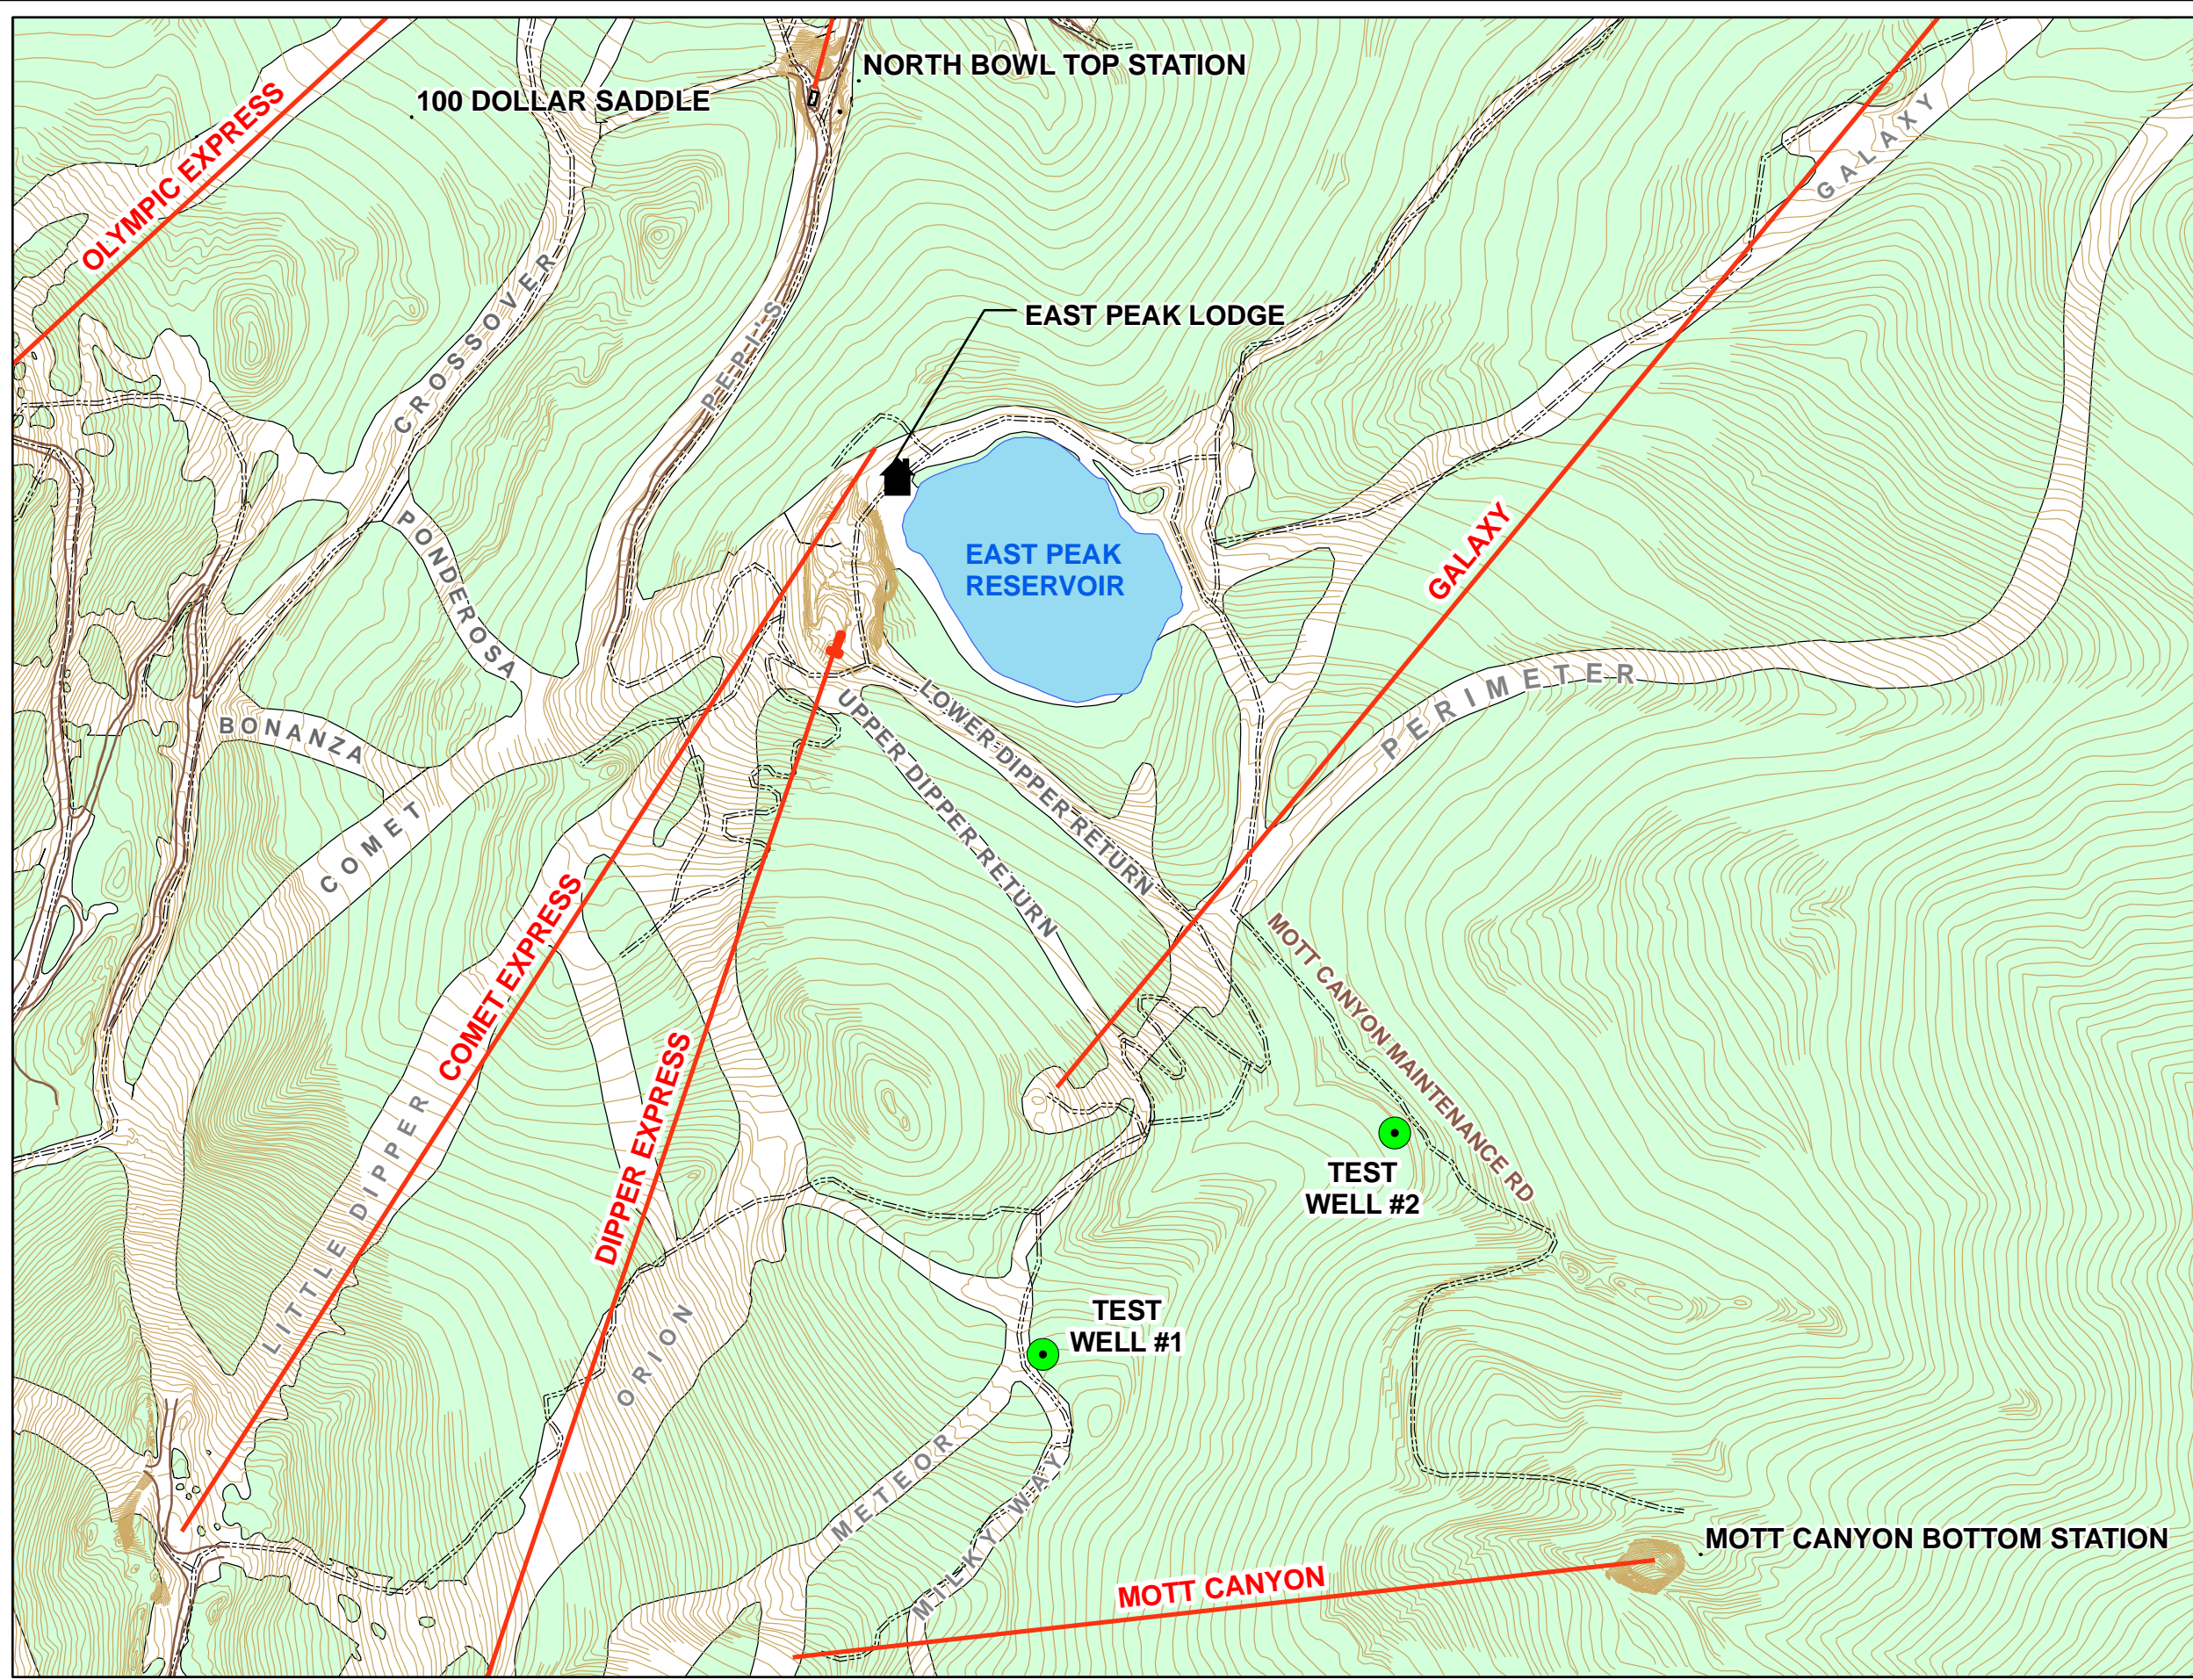 NORTH BOWL TOP STATION
100 DOLLAR SADDLE
OLYMPIC EXPRESS
GALAXY
CROSSOVER
PEPI'S
EAST PEAK LODGE
PONDEROSA
EAST PEAK
RESERVOIR
GALAXY
BONANZA
PERIMETER
UPPER DIPPER RETURN
LOWER DIPPER RETURN
COMET
COMET EXPRESS
MOTT CANYON MAINTENANCE RD
DIPPER EXPRESS
LITTLE DIPPER
TEST
WELL #2
ORION
TEST
WELL #1
METEOR
MILKY WAY
MOTT CANYON
MOTT CANYON BOTTOM STATION